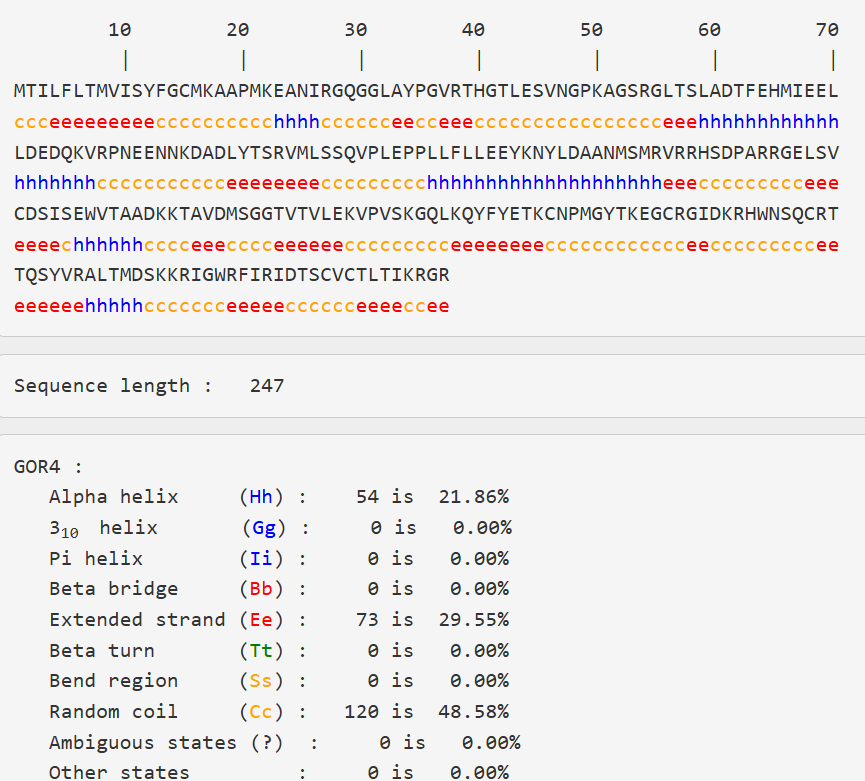 10 20 30 40 50 60 70
| | | | | | |
MTILFLTMVISYFGCMKAAPMKEANIRGQGGLAYPGVRTHGTLESVNGPKAGSRGLTSLADTFEHMIEEL
ccceeeeeeeeecccccccccchhhhcccccceecceeecccccccccccccccceeehhhhhhhhhhhh
LDEDQKVRPNEENNKDADLYTSRVMLSSQVPLEPPLLFLLEEYKNYLDAANMSMRVRRHSDPARRGELSV
hhhhhhhccccccccccceeeeeeeeccccccccchhhhhhhhhhhhhhhhhhhheeecccccccccceee
CDSISEWVTAADKKTAVDMSGGTVTVLEKVPVSKGQLKQYFYETKCNPMGYTKEGCRGIDKRHWNSQCRT
eeeechhhhhhcccceeecccceeeeeeccccccccceeeeeeeecccccccccccceecccccccccee
TQSYVRALTMDSKKRIGWRFIRIDTSCVCTLTIKRGR
eeeeeehhhhhccccccceeeeecccccceeeeccee
Sequence length : 247
GOR4 :
Alpha helix (Hh) : 54 is 21.86%
3₁₀ helix (Gg) : 0 is 0.00%
Pi helix (Ii) : 0 is 0.00%
Beta bridge (Bb) : 0 is 0.00%
Extended strand (Ee) : 73 is 29.55%
Beta turn (Tt) : 0 is 0.00%
Bend region (Ss) : 0 is 0.00%
Random coil (Cc) : 120 is 48.58%
Ambiguous states (?) : 0 is 0.00%
Other states : 0 is 0.00%